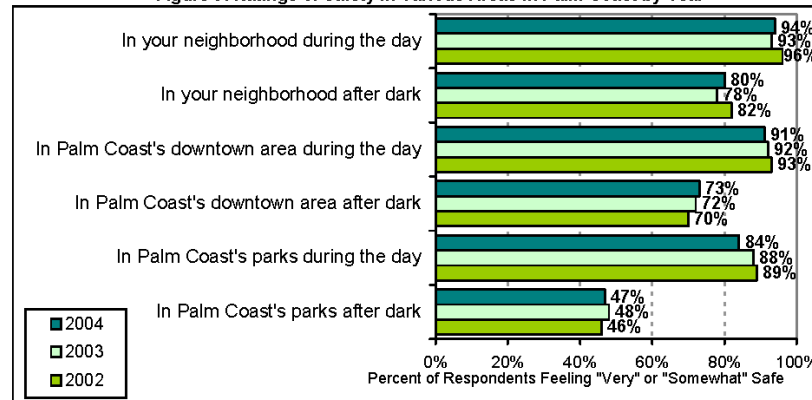 In your neighborhood during the day
94%
93%
96%
In your neighborhood after dark
80%
78%
82%
In Palm Coast's downtown area during the day
91%
92%
93%
In Palm Coast's downtown area after dark
73%
72%
70%
In Palm Coast's parks during the day
84%
88%
89%
In Palm Coast's parks after dark
47%
48%
46%
2004
2003
2002
0% 20% 40% 60% 80% 100%
Percent of Respondents Feeling "Very" or "Somewhat" Safe